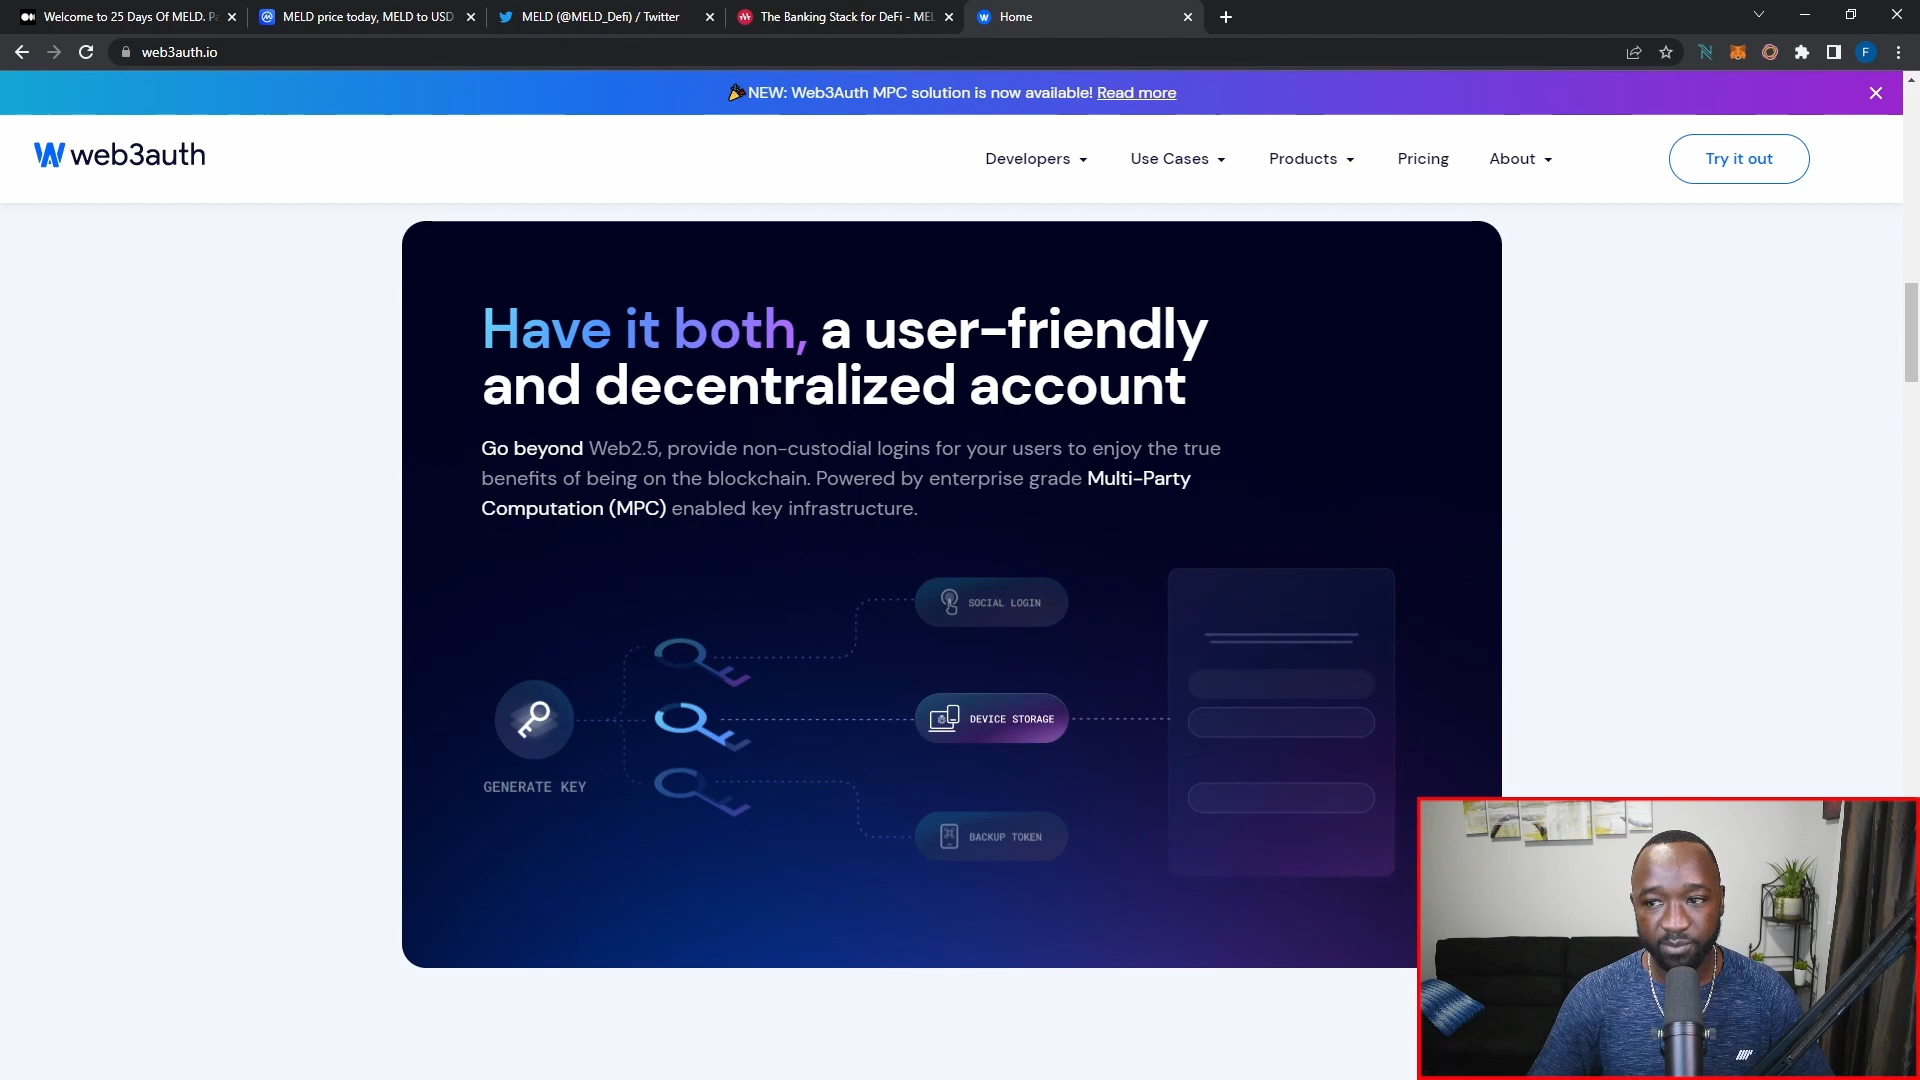 Welcome to 25 Days Of MELD. P
MELD price today, MELD to USD
MELD (@MELD_Defi) / Twitter
The Banking Stack for DeFi - MEL
Home
web3auth.io
F
NEW: Web3Auth MPC solution is now available! Read more
web3auth
Developers
Use Cases
Products
Pricing
About
Try it out
Have it both, a user-friendly
and decentralized account
Go beyond Web2.5, provide non-custodial logins for your users to enjoy the true
benefits of being on the blockchain. Powered by enterprise grade Multi-Party
Computation (MPC) enabled key infrastructure.
SOCIAL LOGIN
DEVICE STORAGE
GENERATE KEY
BACKUP TOKEN